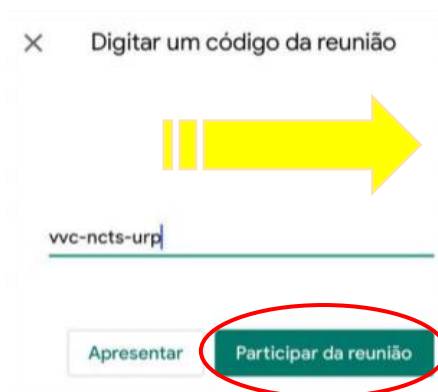 Digitar um código da reunião
vvc-ncts-urp
Apresentar
Participar da reunião